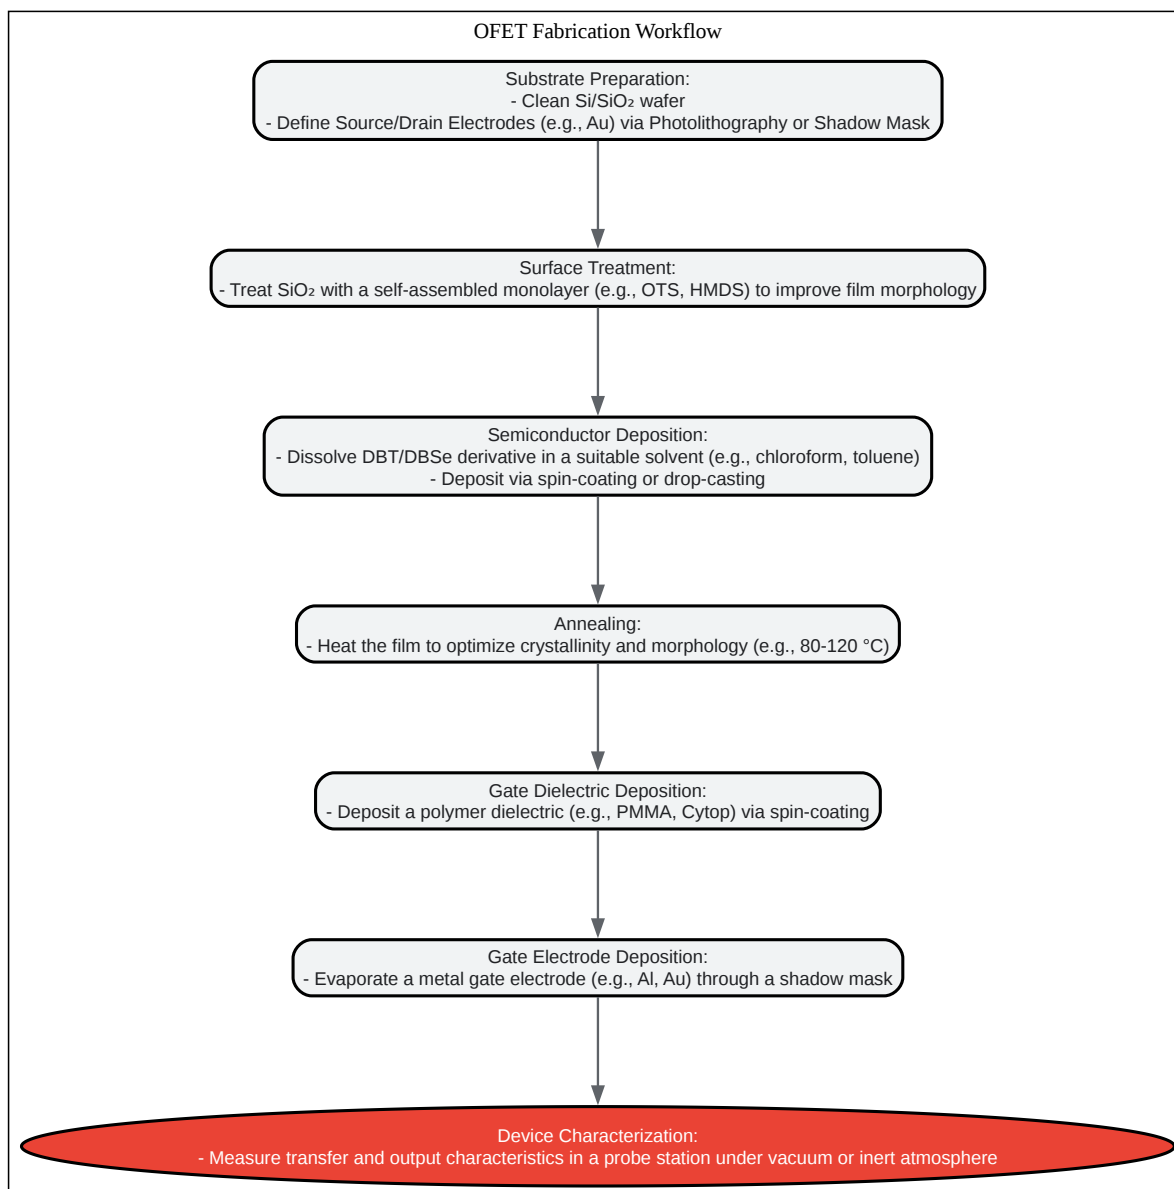 OFET Fabrication Workflow
Substrate Preparation:
- Clean Si/SiO₂ wafer
- Define Source/Drain Electrodes (e.g., Au) via Photolithography or Shadow Mask
Surface Treatment:
- Treat SiO₂ with a self-assembled monolayer (e.g., OTS, HMDS) to improve film morphology
Semiconductor Deposition:
- Dissolve DBT/DBSe derivative in a suitable solvent (e.g., chloroform, toluene)
- Deposit via spin-coating or drop-casting
Annealing:
- Heat the film to optimize crystallinity and morphology (e.g., 80-120 °C)
Gate Dielectric Deposition:
- Deposit a polymer dielectric (e.g., PMMA, Cytop) via spin-coating
Gate Electrode Deposition:
- Evaporate a metal gate electrode (e.g., Al, Au) through a shadow mask
Device Characterization:
- Measure transfer and output characteristics in a probe station under vacuum or inert atmosphere